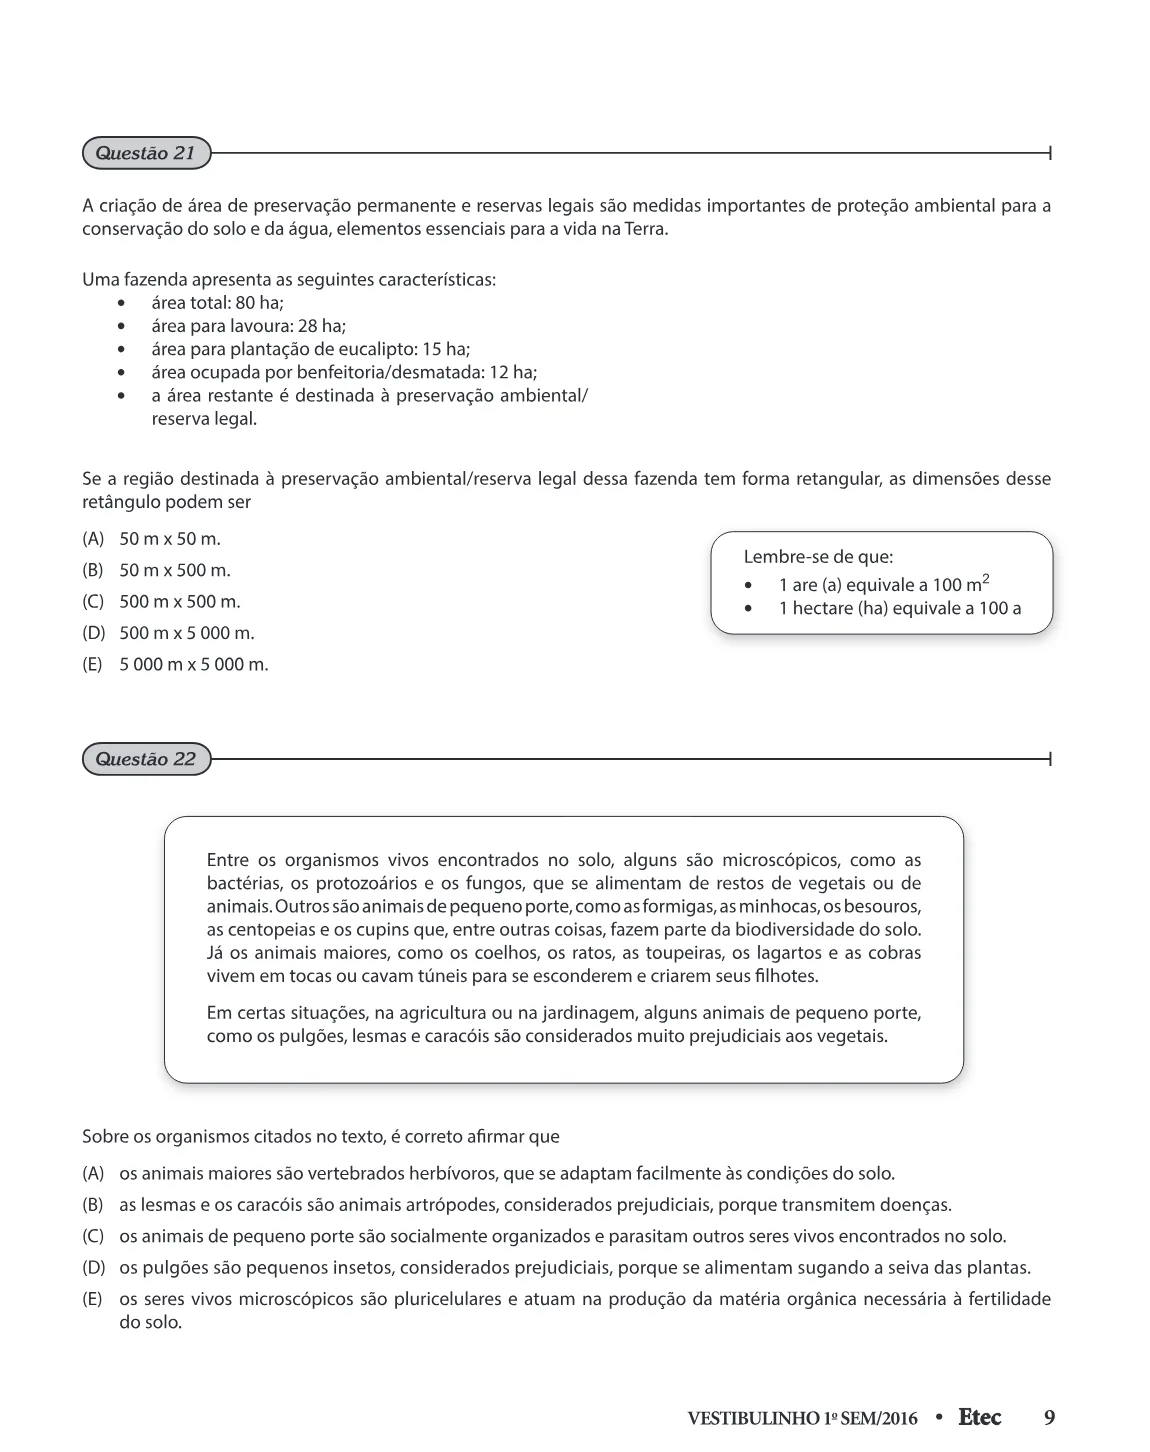 Questão 21
A criação de área de preservação permanente e reservas legais são medidas importantes de proteção ambiental para a
conservação do solo e da água, elementos essenciais para a vida na Terra.
Uma fazenda apresenta as seguintes características:
• área total: 80 ha;
• área para lavoura: 28 ha;
• área para plantação de eucalipto: 15 ha;
• área ocupada por benfeitoria/desmatada: 12 ha;
• a área restante é destinada à preservação ambiental/
reserva legal.
Se a região destinada à preservação ambiental/reserva legal dessa fazenda tem forma retangular, as dimensões desse
retângulo podem ser
(A) 50 m x 50 m.
(B) 50 m x 500 m.
(C) 500 m x 500 m.
(D) 500 m x 5 000 m.
(E) 5 000 m x 5 000 m.
Lembre-se de que:
• 1 are (a) equivale a 100 m²
• 1 hectare (ha) equivale a 100 a
Questão 22
Entre os organismos vivos encontrados no solo, alguns são microscópicos, como as
bactérias, os protozoários e os fungos, que se alimentam de restos de vegetais ou de
animais. Outros são animais de pequeno porte, como as formigas, as minhocas, os besouros,
as centopeias e os cupins que, entre outras coisas, fazem parte da biodiversidade do solo.
Já os animais maiores, como os coelhos, os ratos, as toupeiras, os lagartos e as cobras
vivem em tocas ou cavam túneis para se esconderem e criarem seus filhotes.
Em certas situações, na agricultura ou na jardinagem, alguns animais de pequeno porte,
como os pulgões, lesmas e caracóis são considerados muito prejudiciais aos vegetais.
Sobre os organismos citados no texto, é correto afirmar que
(A) os animais maiores são vertebrados herbívoros, que se adaptam facilmente às condições do solo.
(B) as lesmas e os caracóis são animais artrópodes, considerados prejudiciais, porque transmitem doenças.
(C) os animais de pequeno porte são socialmente organizados e parasitam outros seres vivos encontrados no solo.
(D) os pulgões são pequenos insetos, considerados prejudiciais, porque se alimentam sugando a seiva das plantas.
(E) os seres vivos microscópicos são pluricelulares e atuam na produção da matéria orgânica necessária à fertilidade
do solo.
VESTIBULINHO 1º SEM/2016 • Etec 9